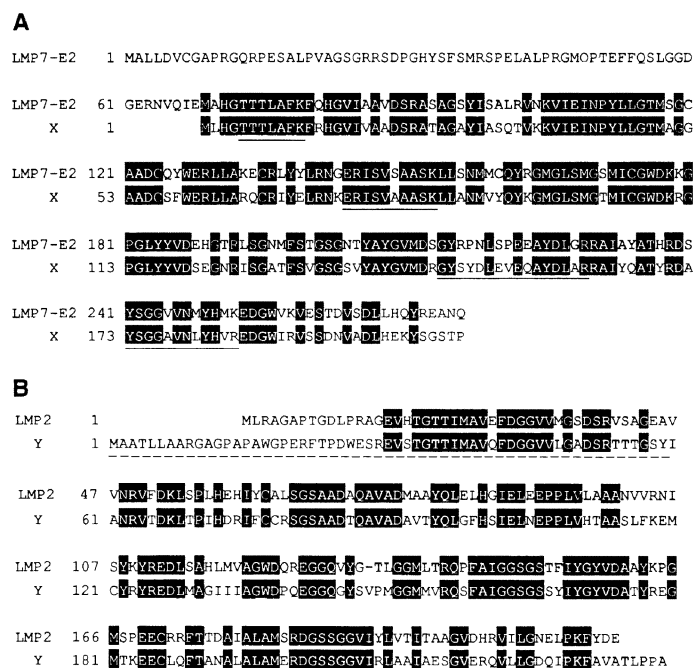 A
LMP7-E2 1 MALLDVCGAPRGQRPESALPVAGSGRRSDPGHYSFSMRSPELALPRGMQPTEFFQSLGGD
LMP7-E2 61 GERNVQIEMAHGTTTLAFKFQHGVIAAVDSRASAGSYISALRVNKVIEINPYLLGTMSGC
X 1 MLHGTTTLAFKFRHGVIVAADSRATAGAYIASQTVKKVIEINPYLLGTMAGG
LMP7-E2 121 AADCQYWERLLAKECRLYYLRNGERISVSAASKLLSNMMCQYRGMGLSMGSMICGWDKKG
X 53 AADCSFWERLLARQCRIYELRNKERISVAAASKLLANMVYQYKGMGLSMGTMICGWDKRG
LMP7-E2 181 PGLYYVDEHGTRLSGNMFSTGSGNTYAYGVMDSGYRPNLSPEEAYDLGRRAIAYATHRDS
X 113 PGLYYVDSEGNRISGATFSVGSGSVYAYGVMDRGYSYDLEVEQAYDLARRAIYQATYRDA
LMP7-E2 241 YSGGVVNMYHMKEDGWVKVESTDVSDLLHQYREANQ
X 173 YSGGAVNLYHVREDGWIRVSSDNVADLHEKYSGSTP
B
LMP2 1 MLRAGAPTGDLPRAGEVHTGTTIMAVEFDGGVVMGSDSRVSAGEAV
Y 1 MAATLLAARGAGPAPAWGPERFTPDWESREVSTGTTIMAVQFDGGVVLGADSRTTTGSYI
LMP2 47 VNRVFDKLSPLHEHIYCALSGSAADAQAVADMAAYQLELHGIELEEPPLVLAAANVVRNI
Y 61 ANRVTDKLTPIHDRIFCCRSGSAADTQAVADAVTYQLGFHSIELNEPPLVHTAASLFKEM
LMP2 107 SYKYREDLSAHLMVAGWDQREGGQVYG-TLGGMLTRQPFAIGGSGSTFIYGYVDAAYKPG
Y 121 CYRYREDLMAGIIIAGWDPQEGGQGYSVPMGGMMVRQSFAIGGSGSSYIYGYVDATYREG
LMP2 166 MSPEECRRFTTDAIALAMSRDGSSGGVIYLVTITAAGVDHRVILGNELPKFYDE
Y 181 MTKEECLQFTANALALAMERDGSSGGVIRLAAIAESGVERQVLLGDQIPKFAVATLPPA